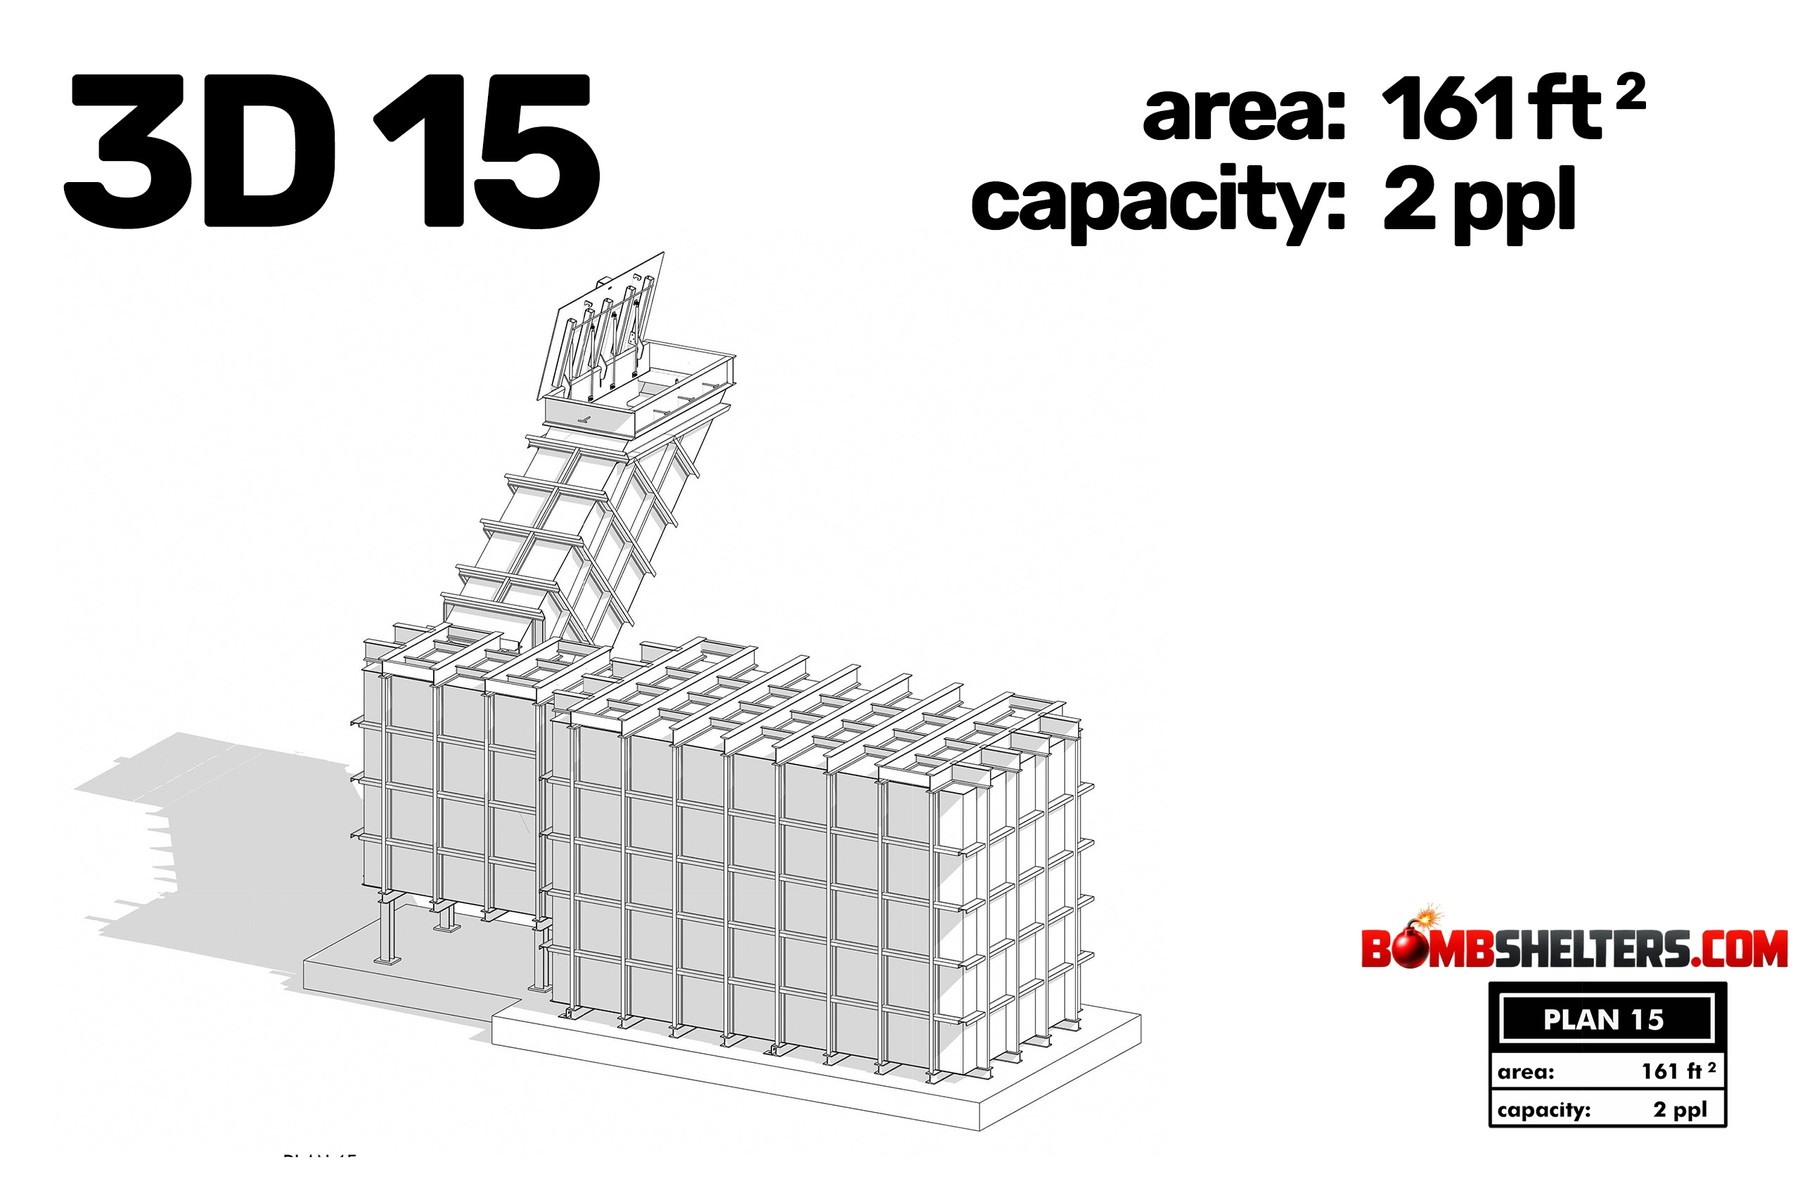 3D 15
area: 161 ft ²
capacity: 2 ppl
BOMBSHELTERS.COM
PLAN 15
area: 161 ft ²
capacity: 2 ppl